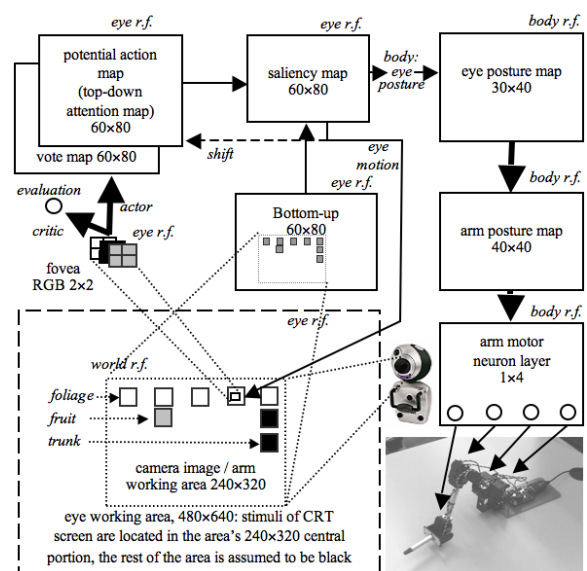 eye r.f.
potential action
map
(top-down
attention map)
60×80
vote map 60×80
eye r.f.
saliency map
60×80
body:
eye
posture
body r.f.
eye posture map
30×40
shift
eye
motion
evaluation
critic
actor
eye r.f.
fovea
RGB 2×2
eye r.f.
Bottom-up
60×80
body r.f.
arm posture map
40×40
body r.f.
arm motor
neuron layer
1×4
eye r.f.
world r.f.
foliage
fruit
trunk
camera image / arm
working area 240×320
eye working area, 480×640: stimuli of CRT
screen are located in the area's 240×320 central
portion, the rest of the area is assumed to be black